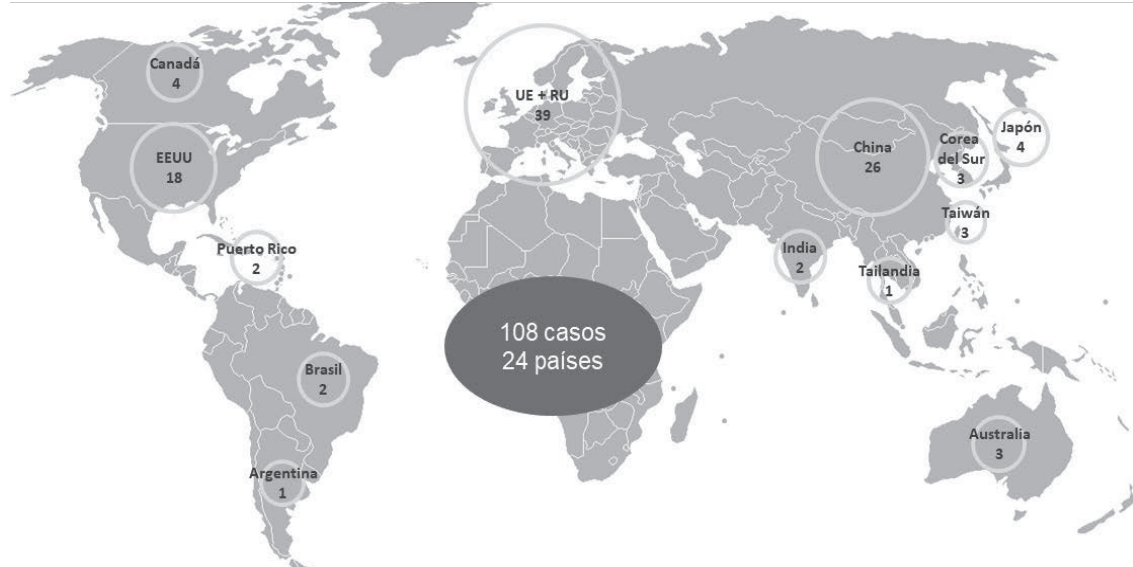 Canadá
4
EEUU
18
Puerto Rico
2
Brasil
2
Argentina
1
UE + RU
39
108 casos
24 países
China
26
Corea
del Sur
3
Japón
4
Taiwán
3
India
2
Tailandia
1
Australia
3